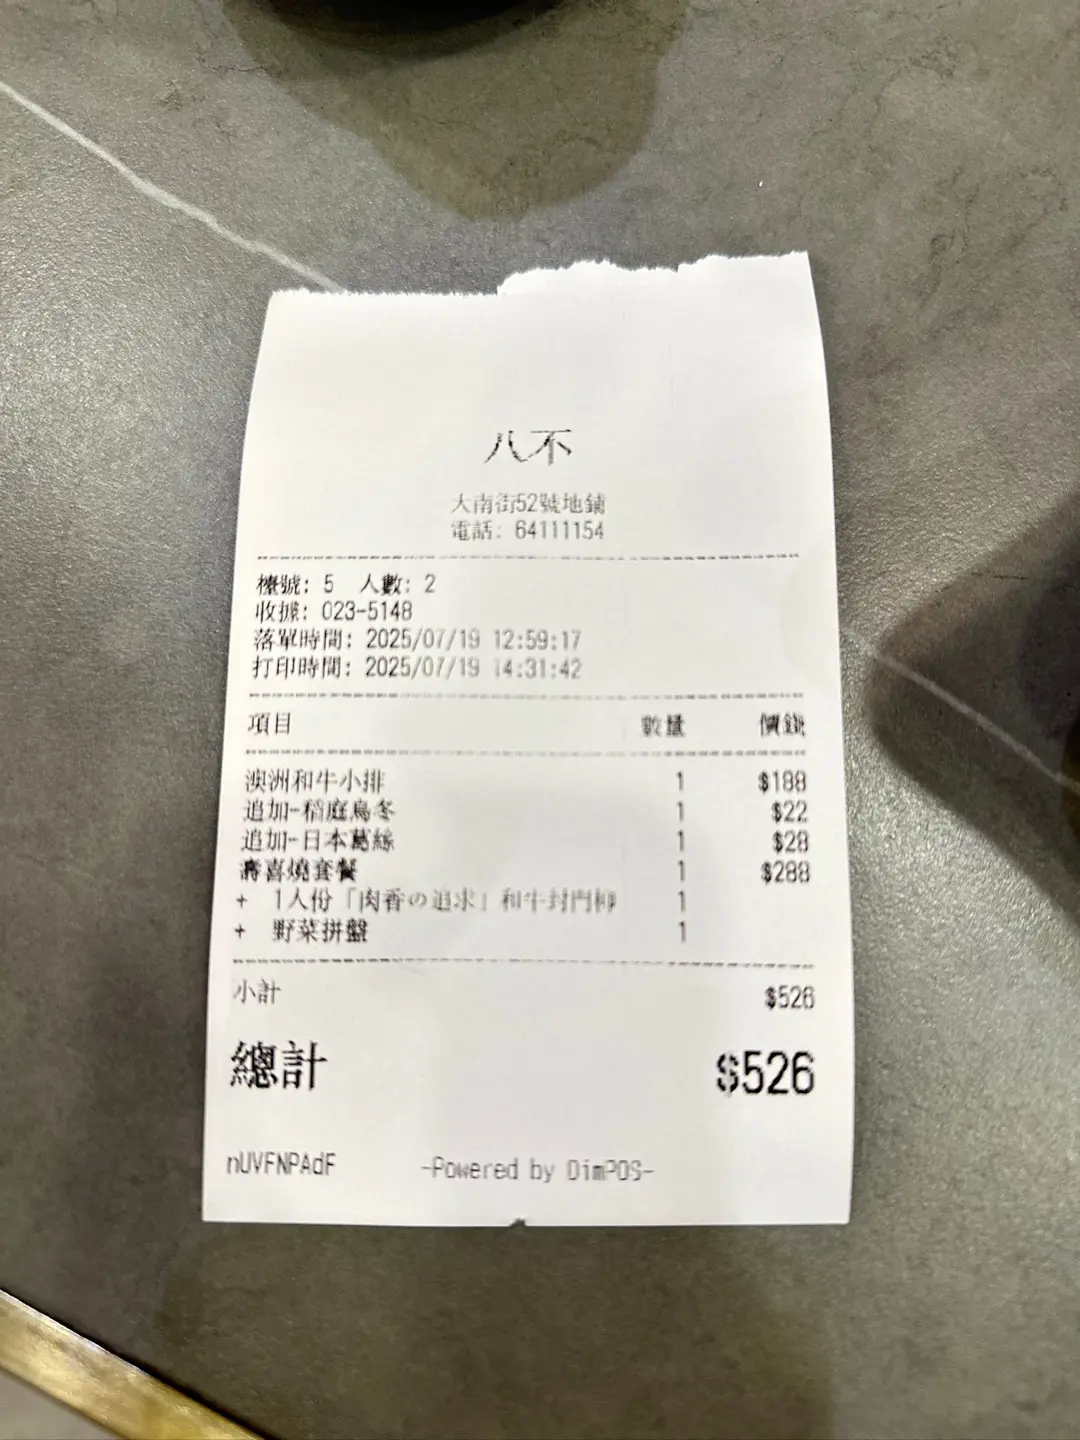 八不
大南街52號地鋪
電話: 64111154
檯號: 5 人數: 2
收據: 023-5148
落單時間: 2025/07/19 12:59:17
打印時間: 2025/07/19 14:31:42
項目 數量 價錢
澳洲和牛小排 1 $188
追加-稻庭烏冬 1 $22
追加-日本葛絲 1 $28
壽喜燒套餐 1 $288
+ 1人份「肉香の追求」和牛封門柳 1
+ 野菜拼盤 1
小計 $526
總計 $526
nUVFNPAdF -Powered by DimPOS-